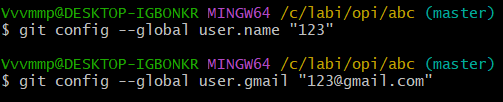 Vvvmmp@DESKTOP-IGBONKR MINGW64 /c/labi/opi/abc (master)
$ git config --global user.name "123"
Vvvmmp@DESKTOP-IGBONKR MINGW64 /c/labi/opi/abc (master)
$ git config --global user.gmail "123@gmail.com"